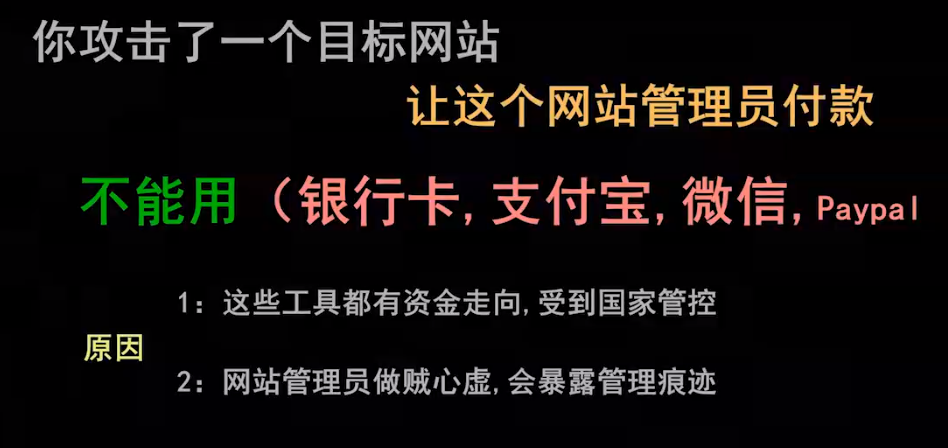 你攻击了一个目标网站
让这个网站管理员付款
不能用（银行南,支付宝,微信,Paypal
1：这些工具都有资金走向,受到国家管控
原因
2：网站管理员做贼心虚,会暴露管理痕迹